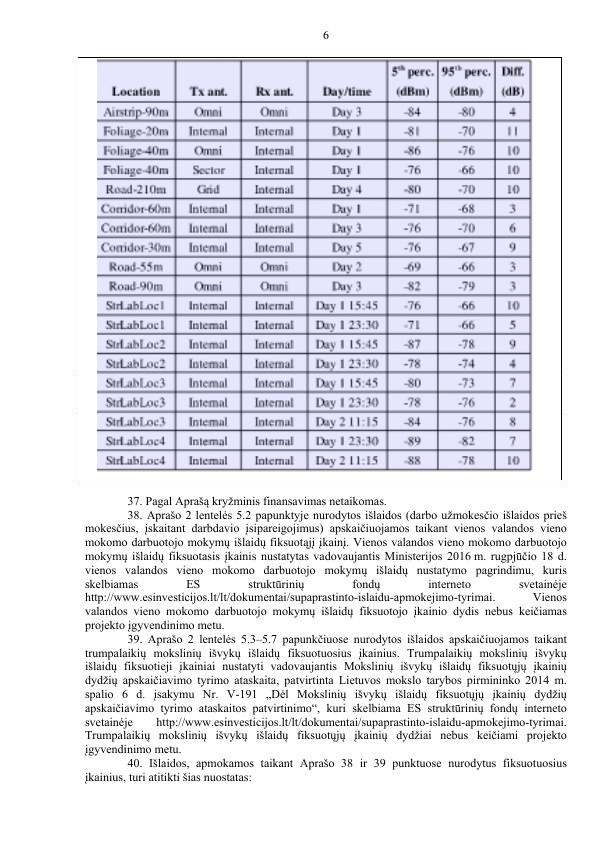 6
Location Tx ant. Rx ant. Day/time 5th perc. (dBm) 95th perc. (dBm) Diff. (dB)
Airstrip-90m Omni Omni Day 3 -84 -80 4
Foliage-20m Internal Internal Day 1 -81 -70 11
Foliage-40m Omni Internal Day 1 -86 -76 10
Foliage-40m Sector Internal Day 1 -76 -66 10
Road-210m Grid Internal Day 4 -80 -70 10
Corridor-60m Internal Internal Day 1 -71 -68 3
Corridor-60m Internal Internal Day 3 -76 -70 6
Corridor-30m Internal Internal Day 5 -76 -67 9
Road-55m Omni Omni Day 2 -69 -66 3
Road-90m Omni Omni Day 3 -82 -79 3
StrLabLoc1 Internal Internal Day 1 15:45 -76 -66 10
StrLabLoc1 Internal Internal Day 1 23:30 -71 -66 5
StrLabLoc2 Internal Internal Day 1 15:45 -87 -78 9
StrLabLoc2 Internal Internal Day 1 23:30 -78 -74 4
StrLabLoc3 Internal Internal Day 1 15:45 -80 -73 7
StrLabLoc3 Internal Internal Day 1 23:30 -78 -76 2
StrLabLoc3 Internal Internal Day 2 11:15 -84 -76 8
StrLabLoc4 Internal Internal Day 1 23:30 -89 -82 7
StrLabLoc4 Internal Internal Day 2 11:15 -88 -78 10
37. Pagal Aprašą kryžminis finansavimas netaikomas.
38. Aprašo 2 lentelės 5.2 papunktyje nurodytos išlaidos (darbo užmokesčio išlaidos prieš
mokesčius, įskaitant darbdavio įsipareigojimus) apskaičiuojamos taikant vienos valandos vieno
mokomo darbuotojo mokymų išlaidų fiksuotąjį įkainį. Vienos valandos vieno mokomo darbuotojo
mokymų išlaidų fiksuotasis įkainis nustatytas vadovaujantis Ministerijos 2016 m. rugpjūčio 18 d.
vienos valandos vieno mokomo darbuotojo mokymų išlaidų nustatymo pagrindimu, kuris
skelbiamas ES struktūrinių fondų interneto svetainėje
http://www.esinvesticijos.lt/lt/dokumentai/supaprastinto-islaidu-apmokejimo-tyrimai. Vienos
valandos vieno mokomo darbuotojo mokymų išlaidų fiksuotojo įkainio dydis nebus keičiamas
projekto įgyvendinimo metu.
39. Aprašo 2 lentelės 5.3–5.7 papunkčiuose nurodytos išlaidos apskaičiuojamos taikant
trumpalaikių mokslinių išvykų išlaidų fiksuotuosius įkainius. Trumpalaikių mokslinių išvykų
išlaidų fiksuotieji įkainiai nustatyti vadovaujantis Mokslinių išvykų išlaidų fiksuotųjų įkainių
dydžių apskaičiavimo tyrimo ataskaita, patvirtinta Lietuvos mokslo tarybos pirmininko 2014 m.
spalio 6 d. įsakymu Nr. V-191 „Dėl Mokslinių išvykų išlaidų fiksuotųjų įkainių dydžių
apskaičiavimo tyrimo ataskaitos patvirtinimo“, kuri skelbiama ES struktūrinių fondų interneto
svetainėje http://www.esinvesticijos.lt/lt/dokumentai/supaprastinto-islaidu-apmokejimo-tyrimai.
Trumpalaikių mokslinių išvykų išlaidų fiksuotųjų įkainių dydžiai nebus keičiami projekto
įgyvendinimo metu.
40. Išlaidos, apmokamos taikant Aprašo 38 ir 39 punktuose nurodytus fiksuotuosius
įkainius, turi atitikti šias nuostatas: